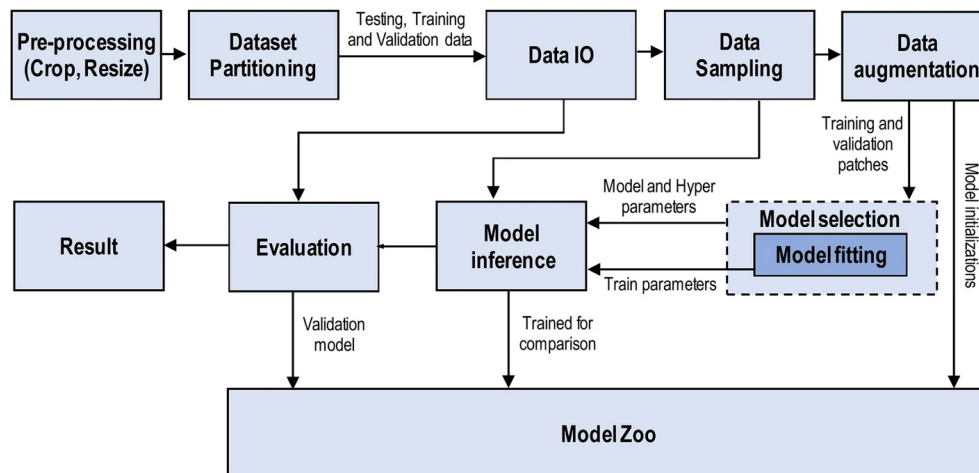 Pre-processing
(Crop, Resize)
Dataset
Partitioning
Testing, Training
and Validation data
Data IO
Data
Sampling
Data
augmentation
Training and
validation
patches
Model initializations
Model and Hyper
parameters
Model selection
Model fitting
Train parameters
Model
inference
Evaluation
Result
Validation
model
Trained for
comparison
Model Zoo